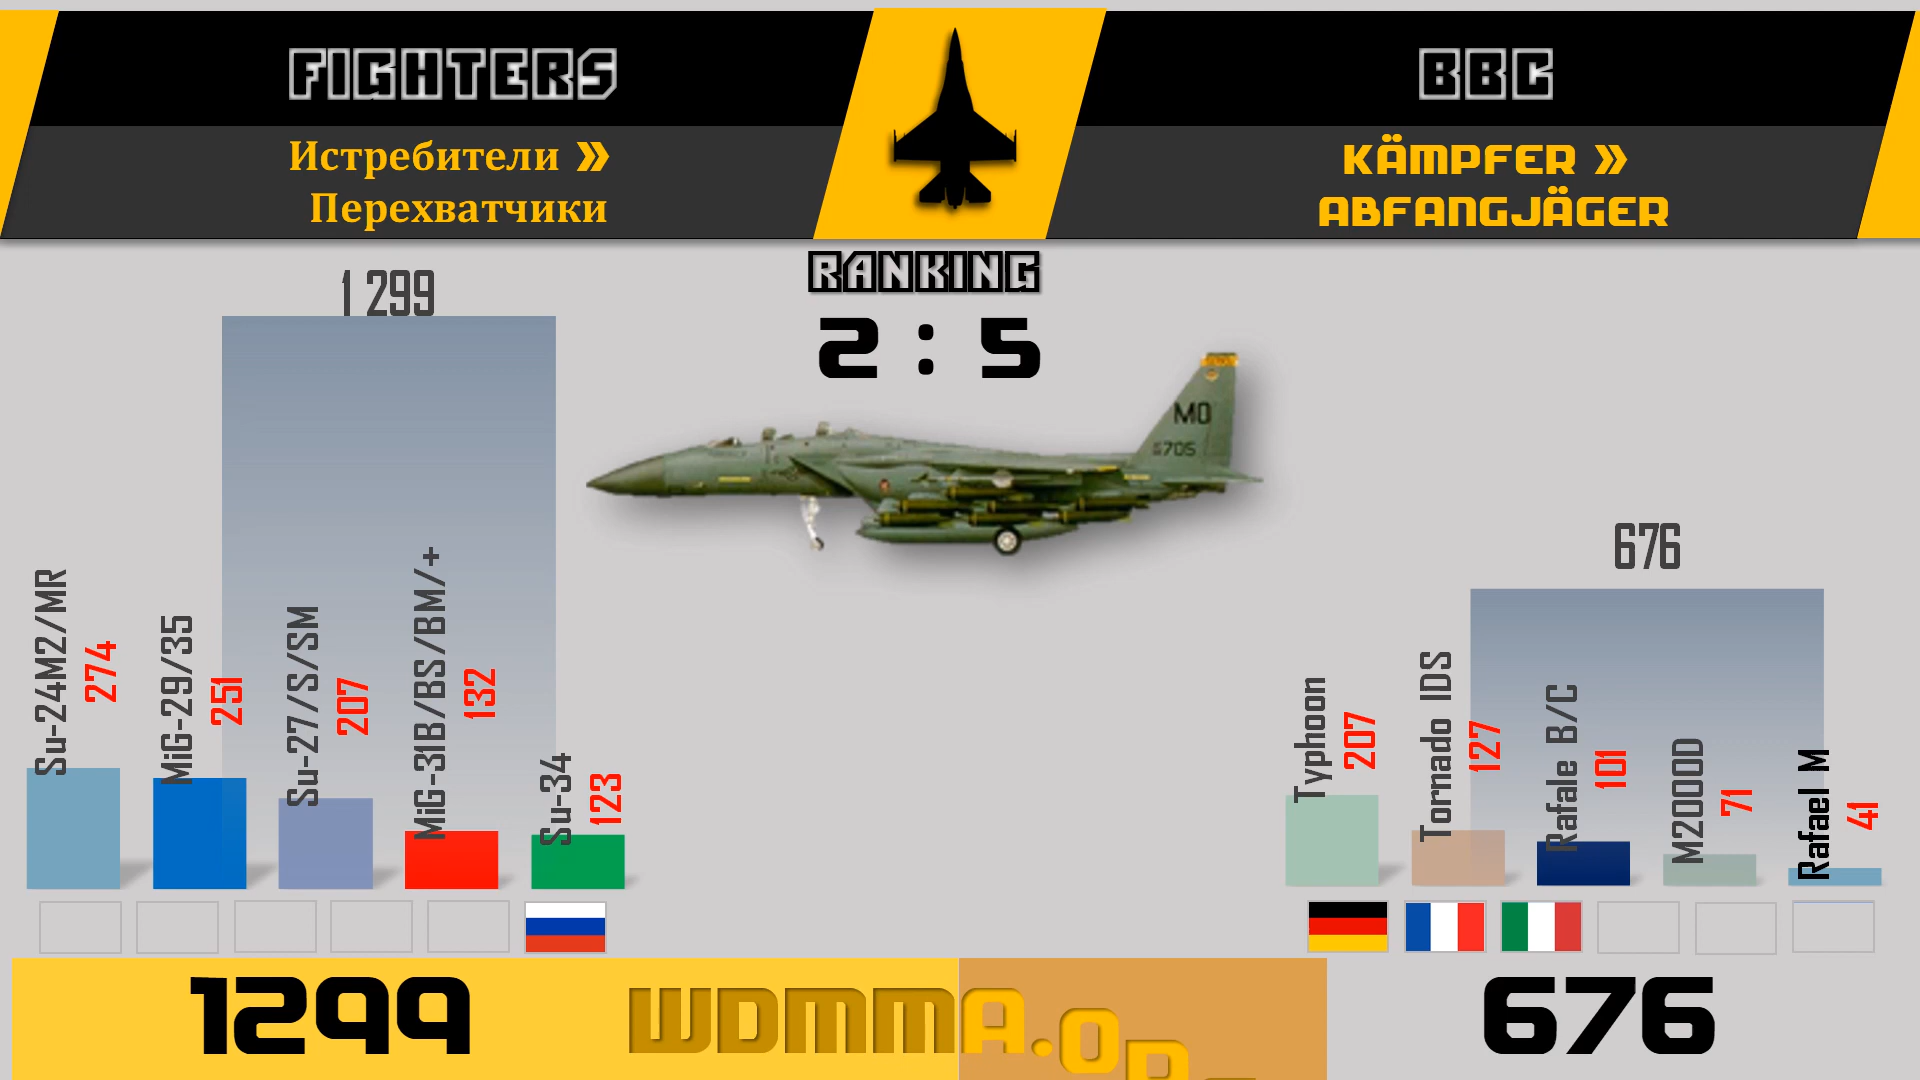 FIGHTERS
BBC
Истребители »
Перехватчики
KÄMPFER »
ABFANGJÄGER
RANKING
2 : 5
1 299
676
MO
705
Su-24M2/MR
274
MiG-29/35
251
Su-27/S/SM
207
MiG-31B/BS/BM/+
132
Su-34
123
Typhoon
207
Tornado IDS
127
Rafale B/C
101
M2000D
71
Rafael M
41
1299
WDMMA.O
676